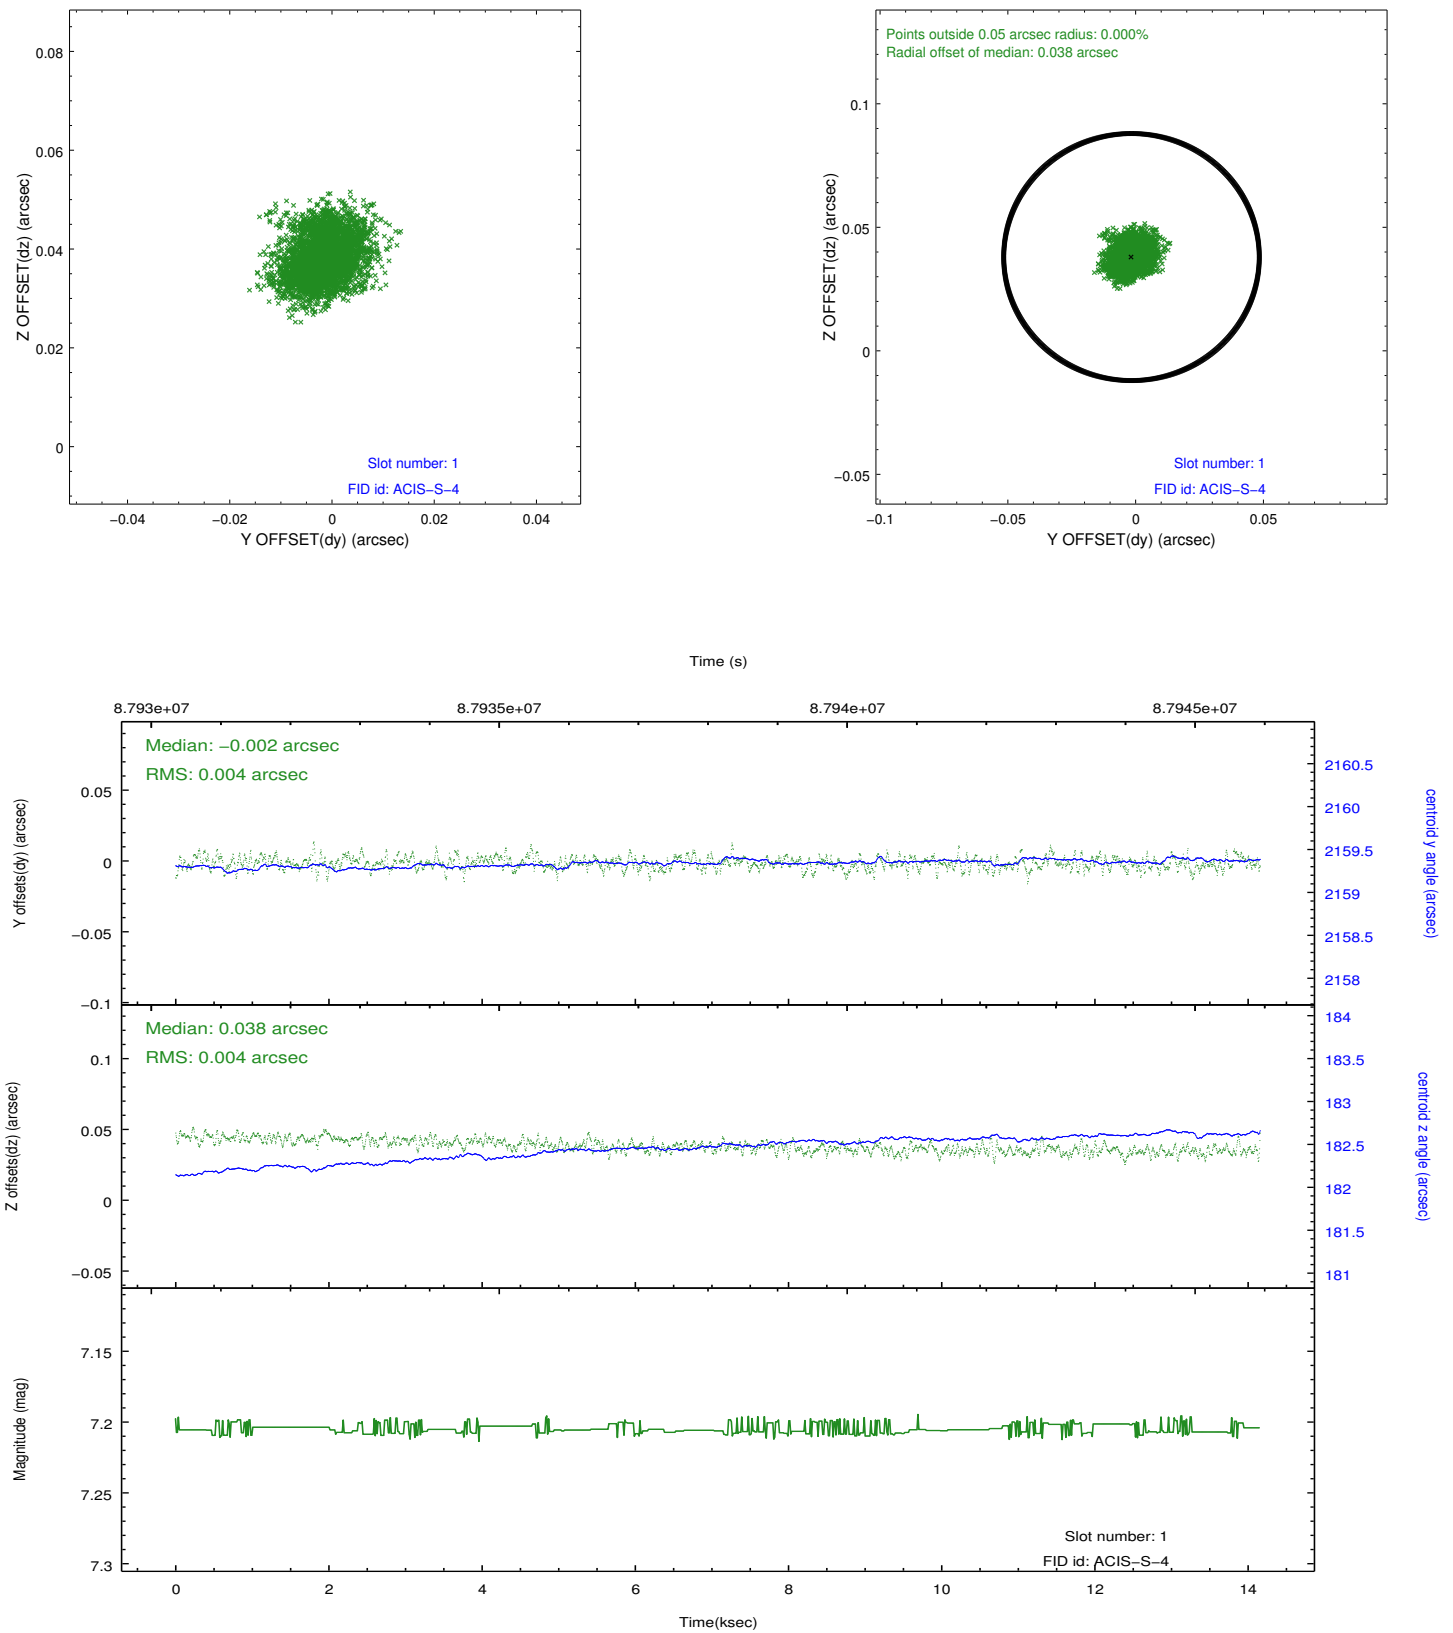 0.08
0.06
0.04
0.02
0
Z OFFSET(dz) (arcsec)
Slot number: 1
FID id: ACIS−S−4
−0.04
−0.02
0
0.02
0.04
Y OFFSET(dy) (arcsec)
Points outside 0.05 arcsec radius: 0.000%
Radial offset of median: 0.038 arcsec
0.1
0.05
0
−0.05
Z OFFSET(dz) (arcsec)
Slot number: 1
FID id: ACIS−S−4
−0.1
−0.05
0
0.05
Y OFFSET(dy) (arcsec)
Time (s)
8.793e+07
8.7935e+07
8.794e+07
8.7945e+07
Median: −0.002 arcsec
RMS: 0.004 arcsec
0.05
0
−0.05
−0.1
Y offsets(dy) (arcsec)
2160.5
2160
2159.5
2159
2158.5
2158
centroid y angle (arcsec)
Median: 0.038 arcsec
RMS: 0.004 arcsec
0.1
0.05
0
−0.05
Z offsets(dz) (arcsec)
184
183.5
183
182.5
182
181.5
181
centroid z angle (arcsec)
7.15
7.2
7.25
7.3
Magnitude (mag)
Slot number: 1
FID id: ACIS−S−4
0
2
4
6
8
10
12
14
Time(ksec)